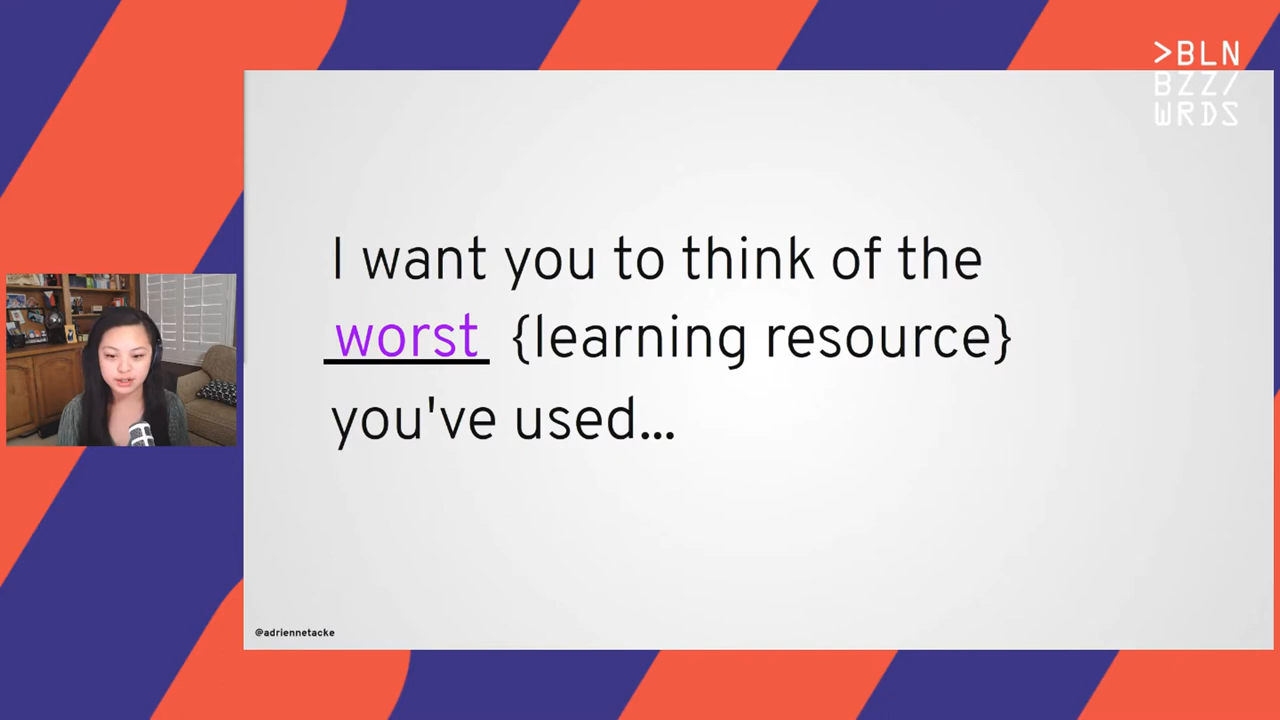 >BLN
BZZ/
WRDS
I want you to think of the
worst {learning resource}
you've used...
@adriennetacke